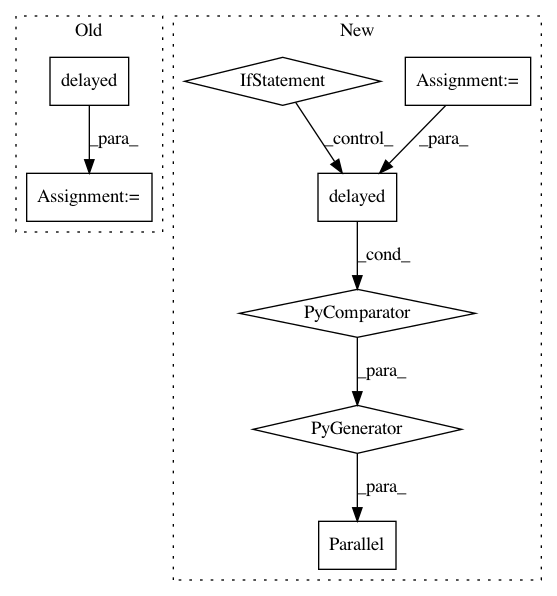 Old
New
delayed
IfStatement
Assignment:=
_para_
_control_
_para_
Assignment:=
delayed
_cond_
PyComparator
_para_
PyGenerator
_para_
Parallel